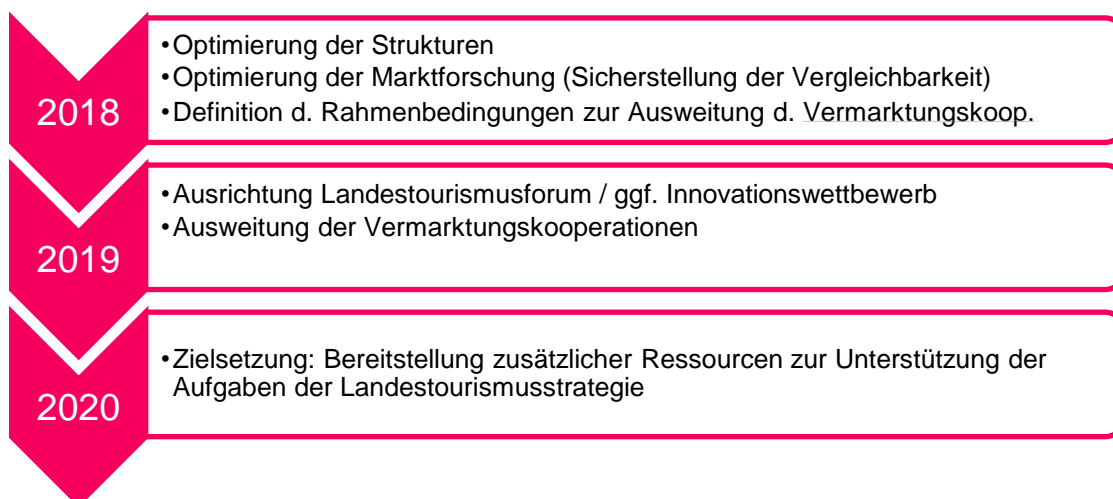 2018
•Optimierung der Strukturen
•Optimierung der Marktforschung (Sicherstellung der Vergleichbarkeit)
•Definition d. Rahmenbedingungen zur Ausweitung d. Vermarktungskoop.
2019
•Ausrichtung Landestourismusforum / ggf. Innovationswettbewerb
•Ausweitung der Vermarktungskooperationen
2020
•Zielsetzung: Bereitstellung zusätzlicher Ressourcen zur Unterstützung der
Aufgaben der Landestourismusstrategie